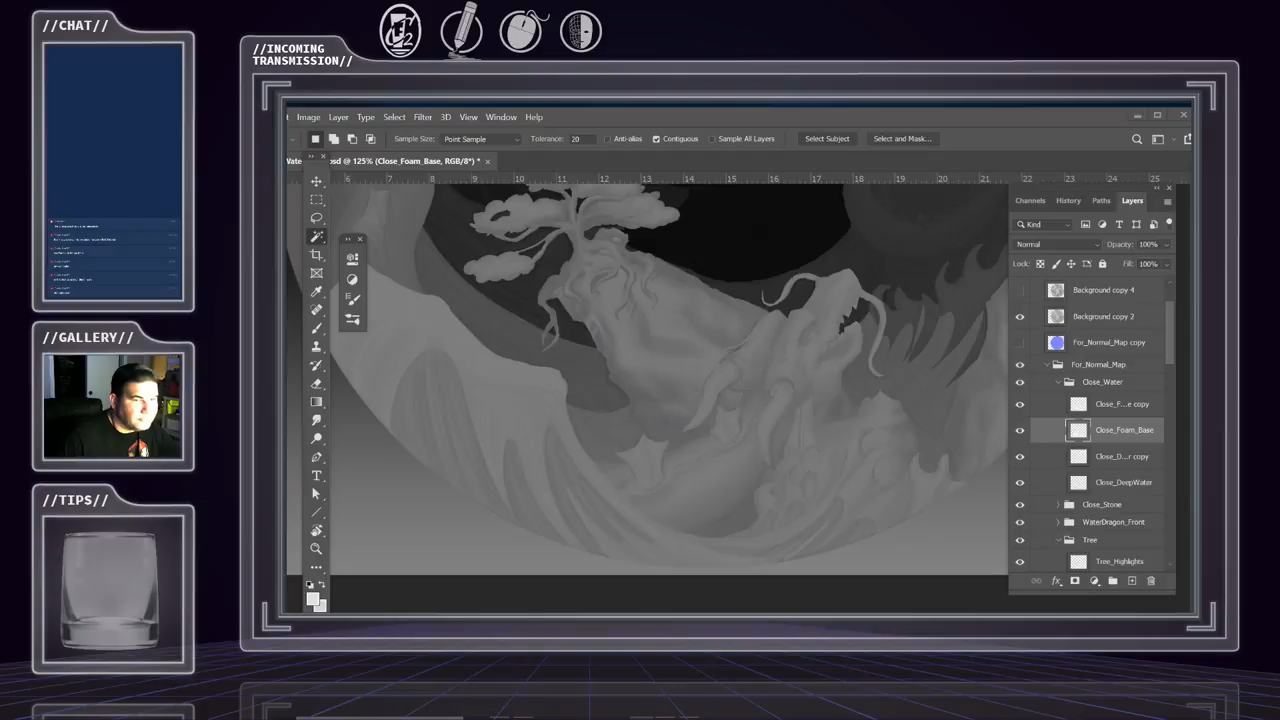 //CHAT//
//GALLERY//
//TIPS//
//INCOMING
TRANSMISSION//
Image Layer Type Select Filter 3D View Window Help
Sample Size: Point Sample Tolerance: 20 Anti-alias Contiguous Sample All Layers Select Subject Select and Mask...
@ 125% (Close_Foam_Base, RGB/8*) *
6 7 8 9 10 11 12 13 14 15 16 17 18 19 20 22 23 24 25
Channels History Paths Layers
Kind
Normal Opacity: 100%
Lock: Fill: 100%
Background copy 4
Background copy 2
For_Normal_Map copy
For_Normal_Map
Close_Water
Close_F...e copy
Close_Foam_Base
Close_D...r copy
Close_DeepWater
Close_Stone
WaterDragon_Front
Tree
Tree_Highlights